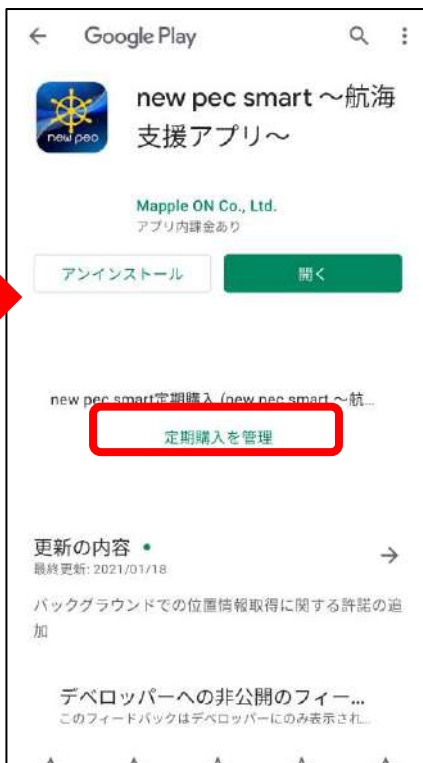 Google Play
new pec smart ～航海
支援アプリ～
new pec
Mapple ON Co., Ltd.
アプリ内課金あり
アンインストール
開く
new pec smart定期購入 (new pec smart ～航...
定期購入を管理
更新の内容
最終更新: 2021/01/18
バックグラウンドでの位置情報取得に関する許諾の追
加
デベロッパーへの非公開のフィー...
このフィードバックはデベロッパーにのみ表示され...